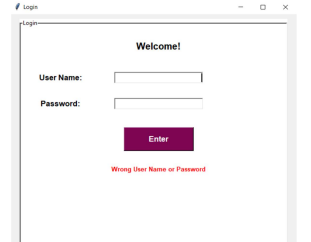 Login
Login
Welcome!
User Name:
Password:
Enter
Wrong User Name or Password